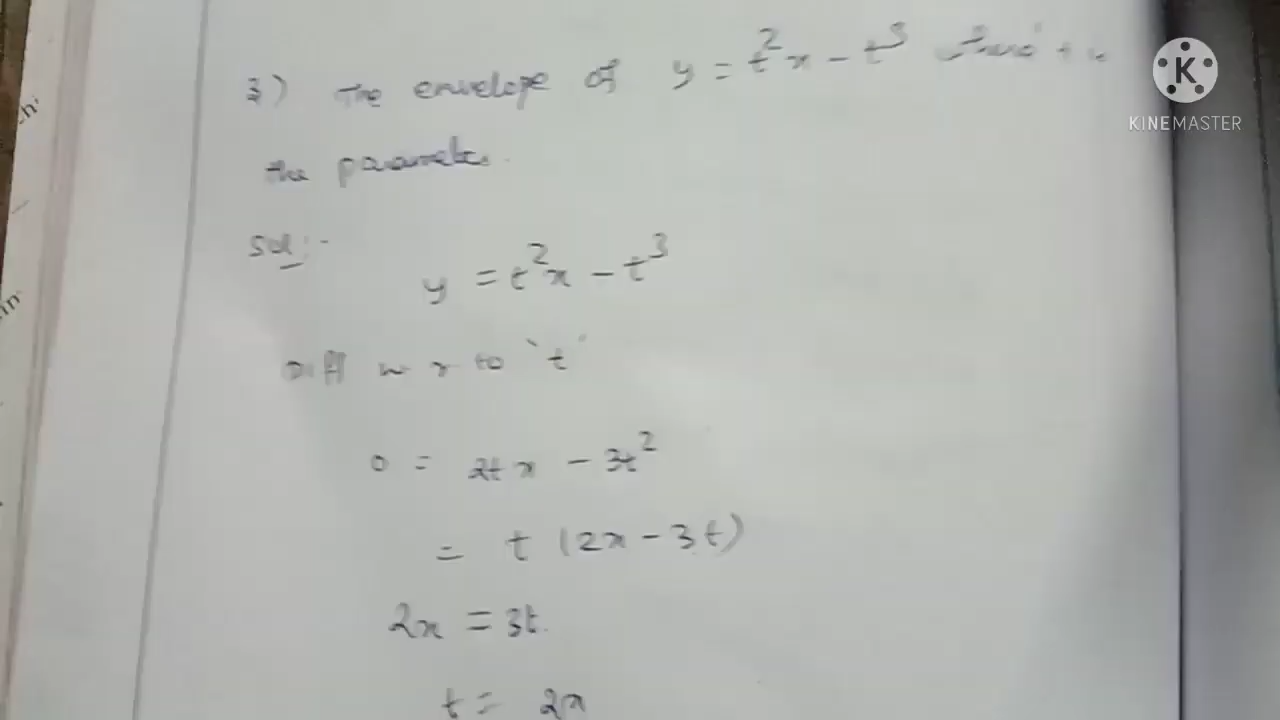 3) The envelope of y = t²x - t³
the parameter.
Sol:-
y = t²x - t³
Diff w r to 't'
0 = 2tx - 3t²
= t (2x - 3t)
2x = 3t.
t = 2x
KINEMASTER